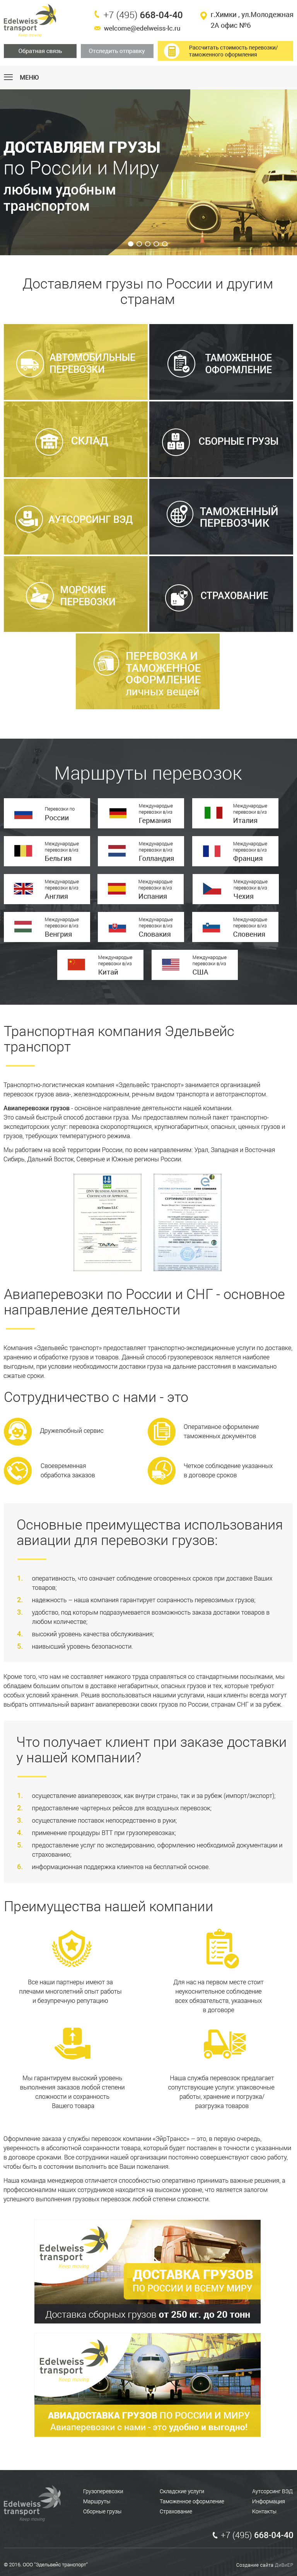 Edelweiss
transport
Keep moving
+7 (495) 668-04-40
welcome@edelweiss-lc.ru
г.Химки , ул.Молодежная
2А офис №6
Обратная связь
Отследить отправку
Рассчитать стоимость перевозки/
таможенного оформления
МЕНЮ
ДОСТАВЛЯЕМ ГРУЗЫ
по России и Миру
любым удобным
транспортом
Доставляем грузы по России и другим
странам
АВТОМОБИЛЬНЫЕ
ПЕРЕВОЗКИ
ТАМОЖЕННОЕ
ОФОРМЛЕНИЕ
СКЛАД
СБОРНЫЕ ГРУЗЫ
АУТСОРСИНГ ВЭД
ТАМОЖЕННЫЙ
ПЕРЕВОЗЧИК
МОРСКИЕ
ПЕРЕВОЗКИ
СТРАХОВАНИЕ
ПЕРЕВОЗКА И
ТАМОЖЕННОЕ
ОФОРМЛЕНИЕ
личных вещей
Маршруты перевозок
Перевозки по
России
Международные
перевозки в/из
Германия
Международные
перевозки в/из
Италия
Международные
перевозки в/из
Бельгия
Международные
перевозки в/из
Голландия
Международные
перевозки в/из
Франция
Международные
перевозки в/из
Англия
Международные
перевозки в/из
Испания
Международные
перевозки в/из
Чехия
Международные
перевозки в/из
Венгрия
Международные
перевозки в/из
Словакия
Международные
перевозки в/из
Словения
Международные
перевозки в/из
Китай
Международные
перевозки в/из
США
Транспортная компания Эдельвейс
транспорт
Транспортно-логистическая компания «Эдельвейс транспорт» занимается организацией
перевозок грузов авиа-, железнодорожным, речным видом транспорта и автотранспортом.
Авиаперевозки грузов - основное направление деятельности нашей компании.
Это самый быстрый способ доставки груза. Мы предоставляем полный пакет транспортно-
экспедиторских услуг: перевозка скоропортящихся, крупногабаритных, опасных, ценных грузов и
грузов, требующих температурного режима.
Мы работаем на всей территории России, по всем направлениям: Урал, Западная и Восточная
Сибирь, Дальний Восток, Северные и Южные регионы России.
Авиаперевозки по России и СНГ - основное
направление деятельности
Компания «Эдельвейс транспорт» предоставляет транспортно-экспедиционные услуги по доставке,
страховке и обработке грузов и товаров. Данный способ грузоперевозок является наиболее
выгодным, при условии необходимости доставки груза на дальние расстояния в максимально
сжатые сроки.
Сотрудничество с нами - это
Дружелюбный сервис
Оперативное оформление
таможенных документов
Своевременная
обработка заказов
Четкое соблюдение указанных
в договоре сроков
Основные преимущества использования
авиации для перевозки грузов:
1. оперативность, что означает соблюдение оговоренных сроков при доставке Ваших
товаров;
2. надежность – наша компания гарантирует сохранность перевозимых грузов;
3. удобство, под которым подразумевается возможность заказа доставки товаров в
любом количестве;
4. высокий уровень качества обслуживания;
5. наивысший уровень безопасности.
Кроме того, что нам не составляет никакого труда справляться со стандартными посылками, мы
обладаем большим опытом в доставке негабаритных, опасных грузов и тех, которые требуют
особых условий хранения. Решив воспользоваться нашими услугами, наши клиенты всегда могут
выбрать оптимальный вариант авиаперевозки своих грузов по России, странам СНГ и за рубеж.
Что получает клиент при заказе доставки
у нашей компании?
1. осуществление авиаперевозок, как внутри страны, так и за рубеж (импорт/экспорт);
2. предоставление чартерных рейсов для воздушных перевозок;
3. осуществление поставок непосредственно в руки;
4. применение процедуры ВТТ при грузоперевозках;
5. предоставление услуг по экспедированию, оформлению необходимой документации и
страхованию;
6. информационная поддержка клиентов на бесплатной основе.
Преимущества нашей компании
Все наши партнеры имеют за
плечами многолетний опыт работы
и безупречную репутацию
Для нас на первом месте стоит
неукоснительное соблюдение
всех обязательств, указанных
в договоре
Мы гарантируем высокий уровень
выполнения заказов любой степени
сложности и сохранность
Вашего товара
Наша служба перевозок предлагает
сопутствующие услуги: упаковочные
работы, хранение и погрузка/
разгрузка товаров
Оформление заказа у службы перевозок компании «ЭйрТрансс» – это, в первую очередь,
уверенность в абсолютной сохранности товара, который будет поставлен в точности с указанными
в договоре сроками. Все сотрудники нашей организации постоянно совершенствуют свою работу,
чтобы быть в состоянии выполнить все Ваши пожелания.
Наша команда менеджеров отличается способностью оперативно принимать важные решения, а
профессионализм наших сотрудников находится на высоком уровне, что является залогом
успешного выполнения грузовых перевозок любой степени сложности.
Edelweiss
transport
Keep moving
ДОСТАВКА ГРУЗОВ
ПО РОССИИ И ВСЕМУ МИРУ
Доставка сборных грузов от 250 кг. до 20 тонн
Edelweiss
transport
Keep moving
АВИАДОСТАВКА ГРУЗОВ ПО РОССИИ И МИРУ
Авиаперевозки с нами - это удобно и выгодно!
Edelweiss
transport
Keep moving
Грузоперевозки
Маршруты
Сборные грузы
Складские услуги
Таможенное оформление
Страхование
Аутсорсинг ВЭД
Информация
Контакты
+7 (495) 668-04-40
© 2016. ООО "Эдельвейс транспорт"
Создание сайта ДиВиСР